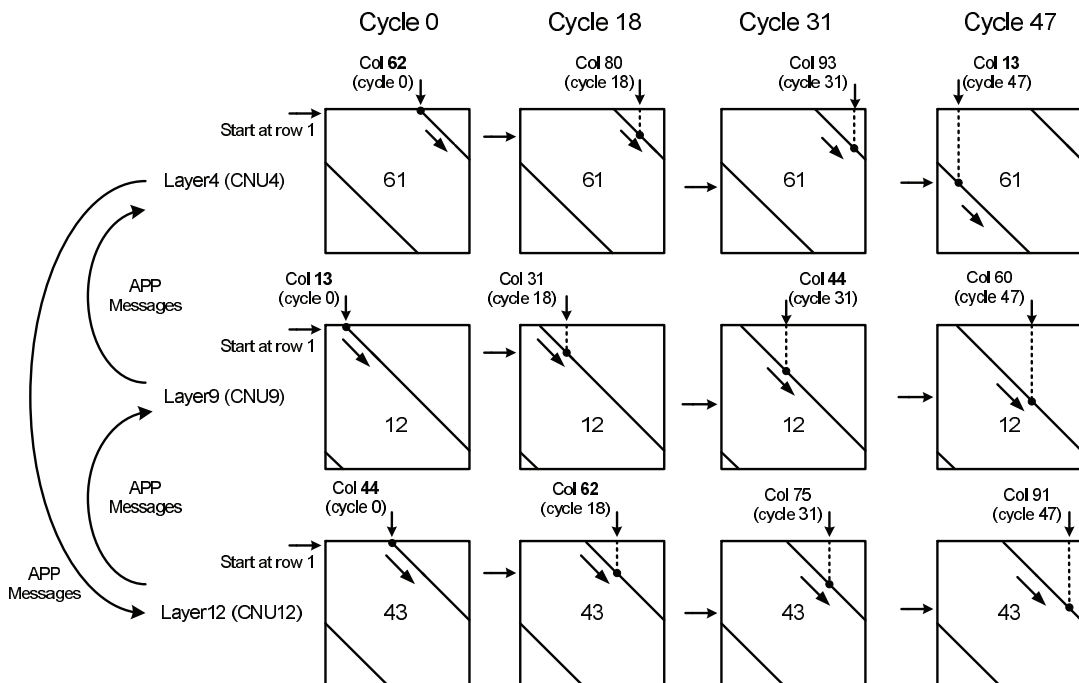 Cycle 0
Cycle 18
Cycle 31
Cycle 47
Col 62
(cycle 0)
Col 80
(cycle 18)
Col 93
(cycle 31)
Col 13
(cycle 47)
Start at row 1
Layer4 (CNU4)
61
61
61
61
APP
Messages
Col 13
(cycle 0)
Col 31
(cycle 18)
Col 44
(cycle 31)
Col 60
(cycle 47)
Start at row 1
Layer9 (CNU9)
12
12
12
12
APP
Messages
Col 44
(cycle 0)
Col 62
(cycle 18)
Col 75
(cycle 31)
Col 91
(cycle 47)
Start at row 1
APP
Messages
Layer12 (CNU12)
43
43
43
43